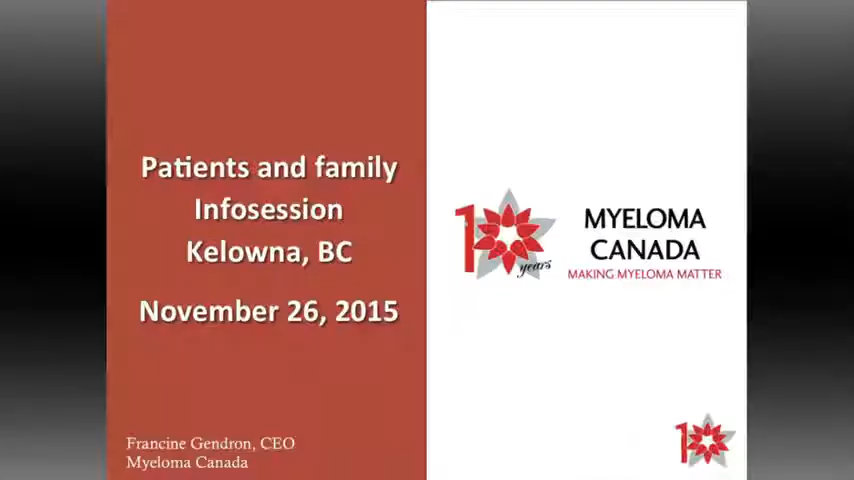 Patients and family
Infosession
Kelowna, BC
November 26, 2015
Francine Gendron, CEO
Myeloma Canada
10
years
MYELOMA
CANADA
MAKING MYELOMA MATTER
10